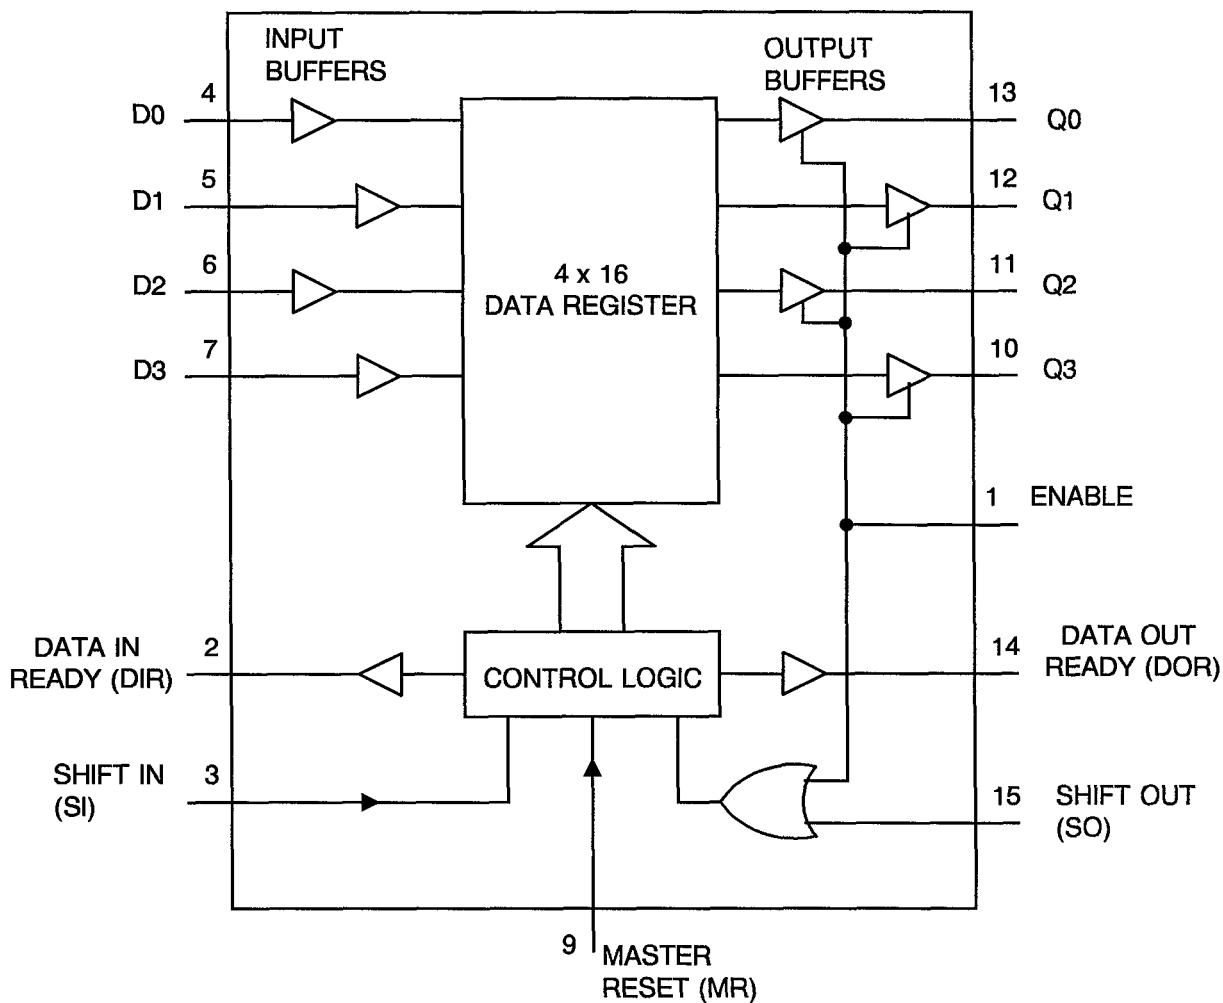 INPUT
BUFFERS
OUTPUT
BUFFERS
D0
4
13
Q0
D1
5
12
Q1
D2
6
11
Q2
D3
7
10
Q3
4 x 16
DATA REGISTER
1
ENABLE
DATA IN
READY (DIR)
2
CONTROL LOGIC
14
DATA OUT
READY (DOR)
SHIFT IN
(SI)
3
15
SHIFT OUT
(SO)
9
MASTER
RESET (MR)